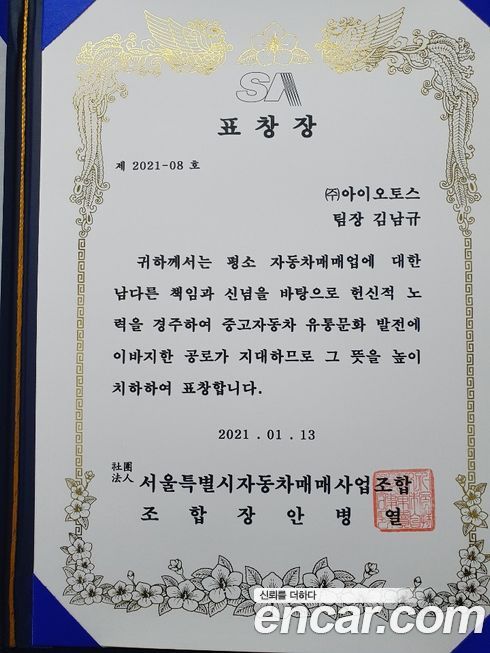 SA
표창장
제 2021-08 호
㈜아이오토스
팀장 김남규
귀하께서는 평소 자동차매매업에 대한
남다른 책임과 신념을 바탕으로 헌신적 노
력을 경주하여 중고자동차 유통문화 발전에
이바지한 공로가 지대하므로 그 뜻을 높이
치하하여 표창합니다.
2021 . 01 . 13
社團
法人 서울특별시자동차매매사업조합
조 합 장 안 병 열
신뢰를 더하다
encar.com